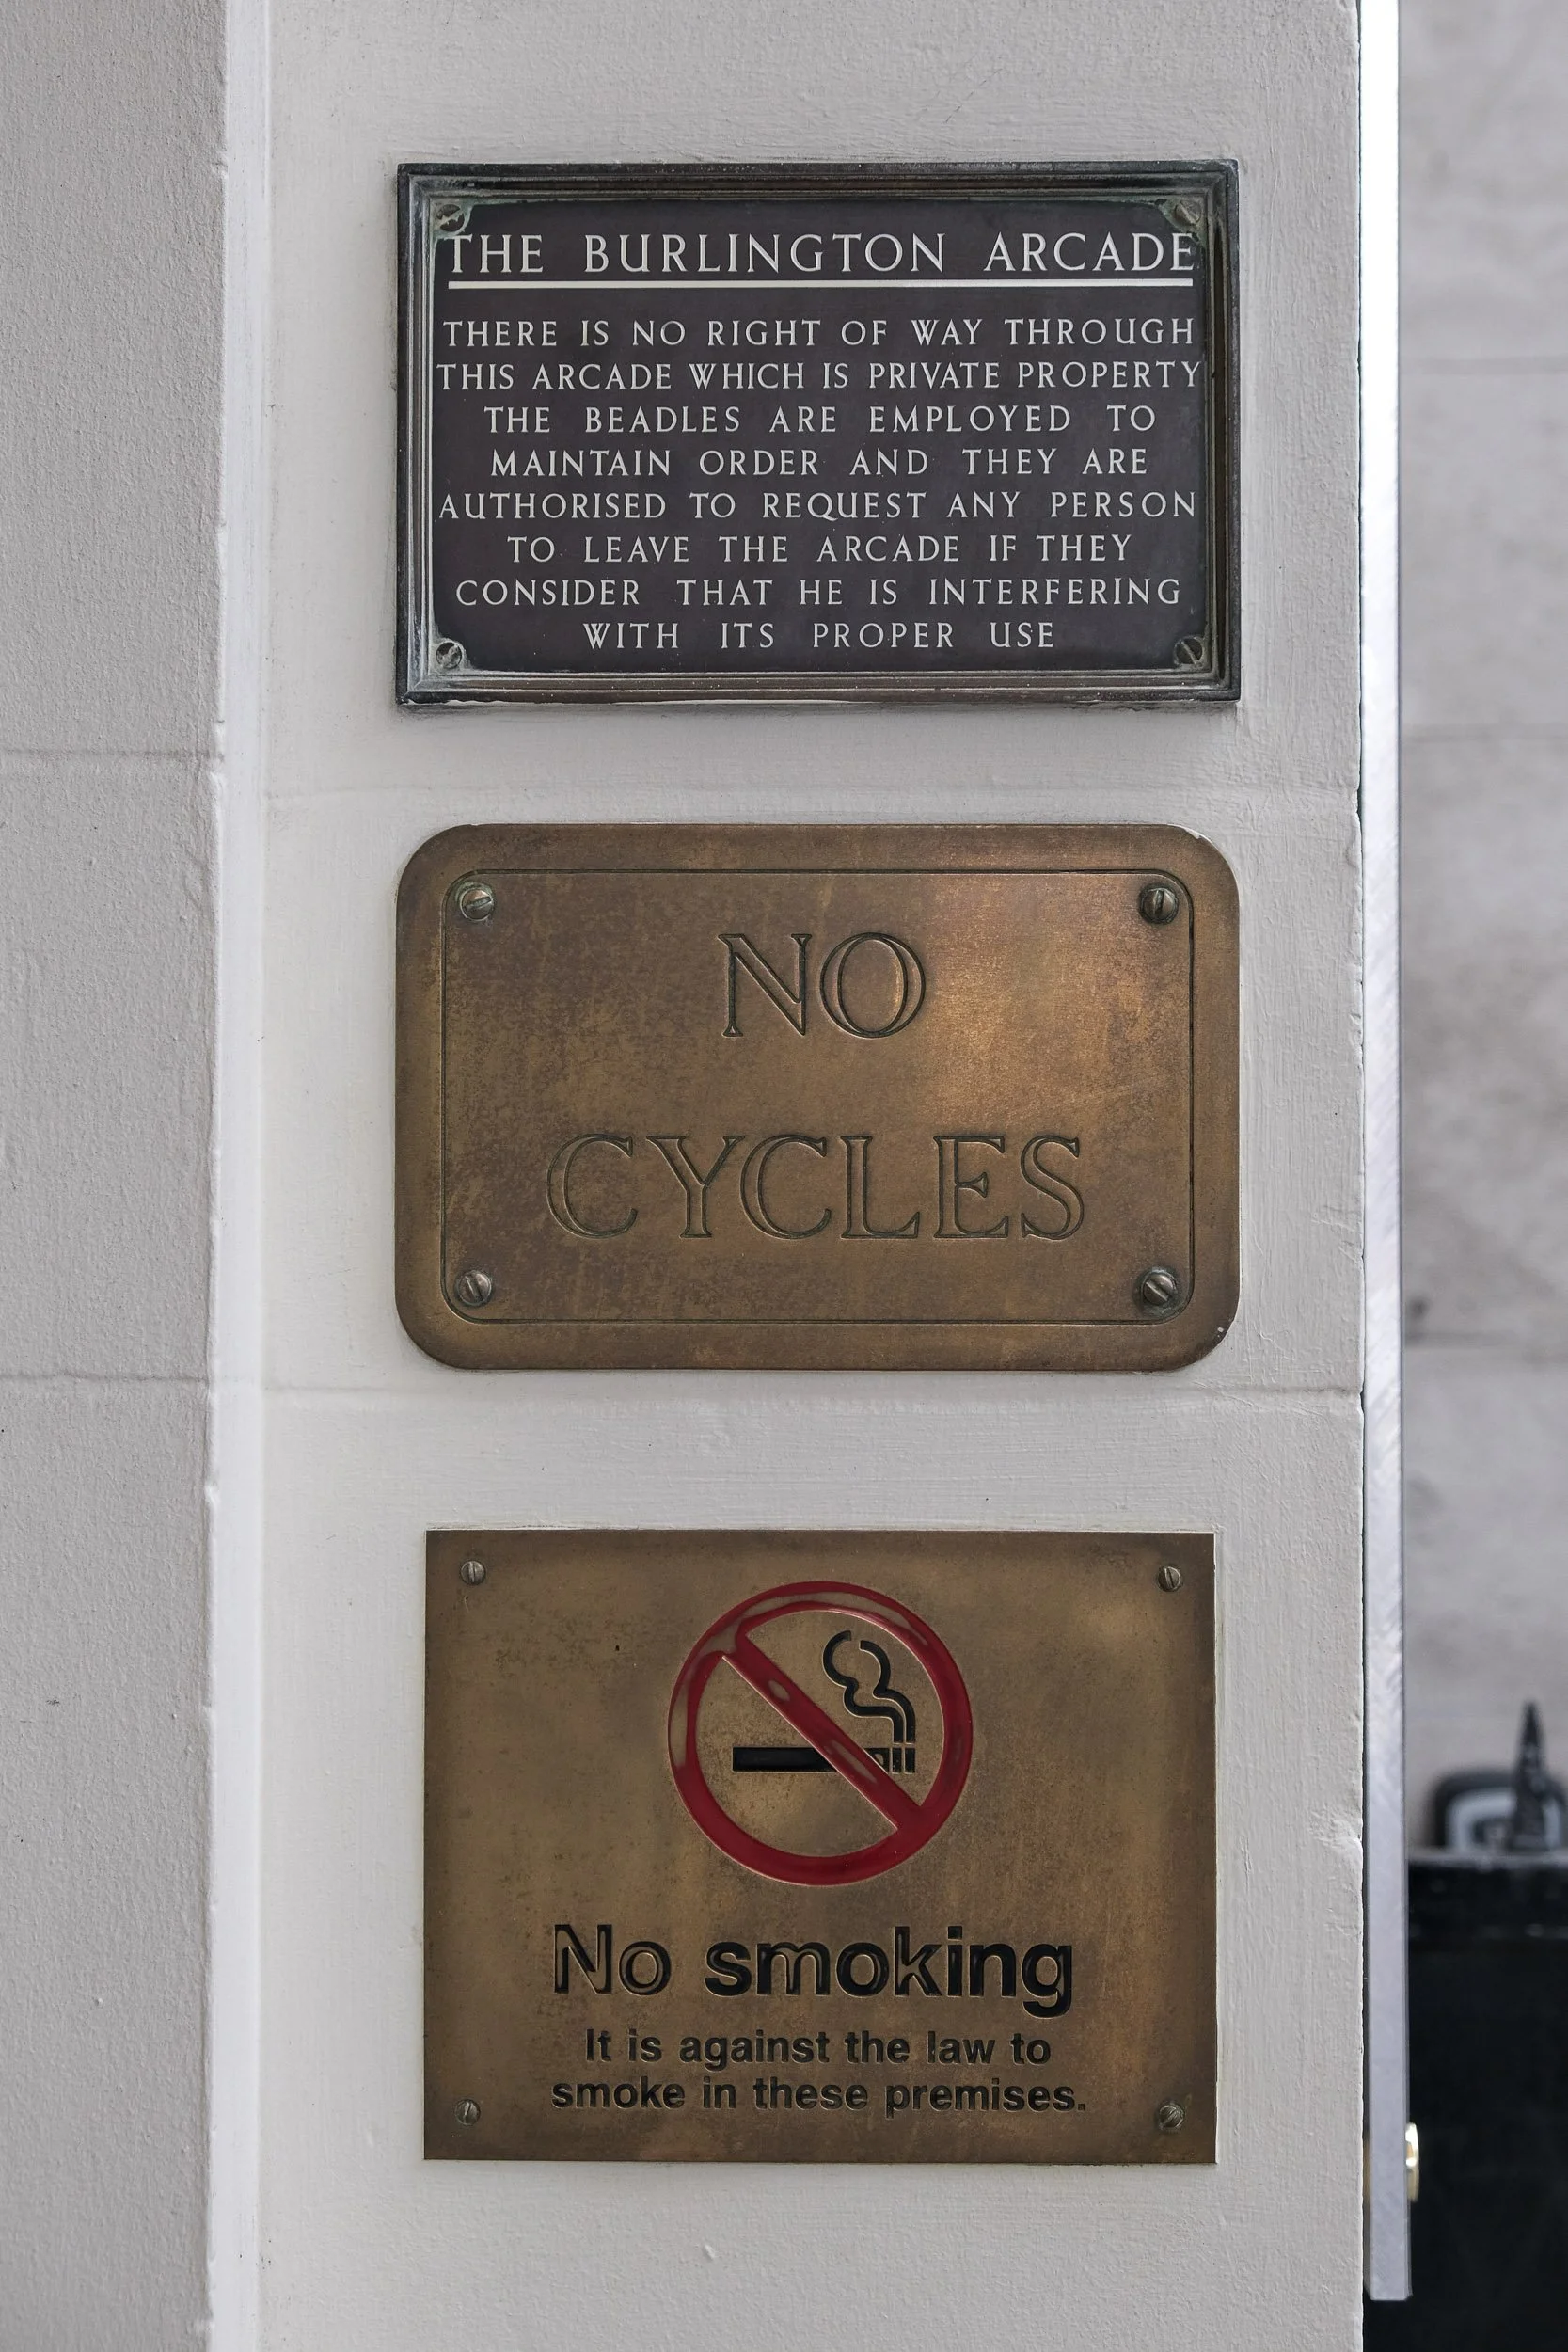 THE BURLINGTON ARCADE
THERE IS NO RIGHT OF WAY THROUGH
THIS ARCADE WHICH IS PRIVATE PROPERTY
THE BEADLES ARE EMPLOYED TO
MAINTAIN ORDER AND THEY ARE
AUTHORISED TO REQUEST ANY PERSON
TO LEAVE THE ARCADE IF THEY
CONSIDER THAT HE IS INTERFERING
WITH ITS PROPER USE
NO
CYCLES
No smoking
It is against the law to
smoke in these premises.